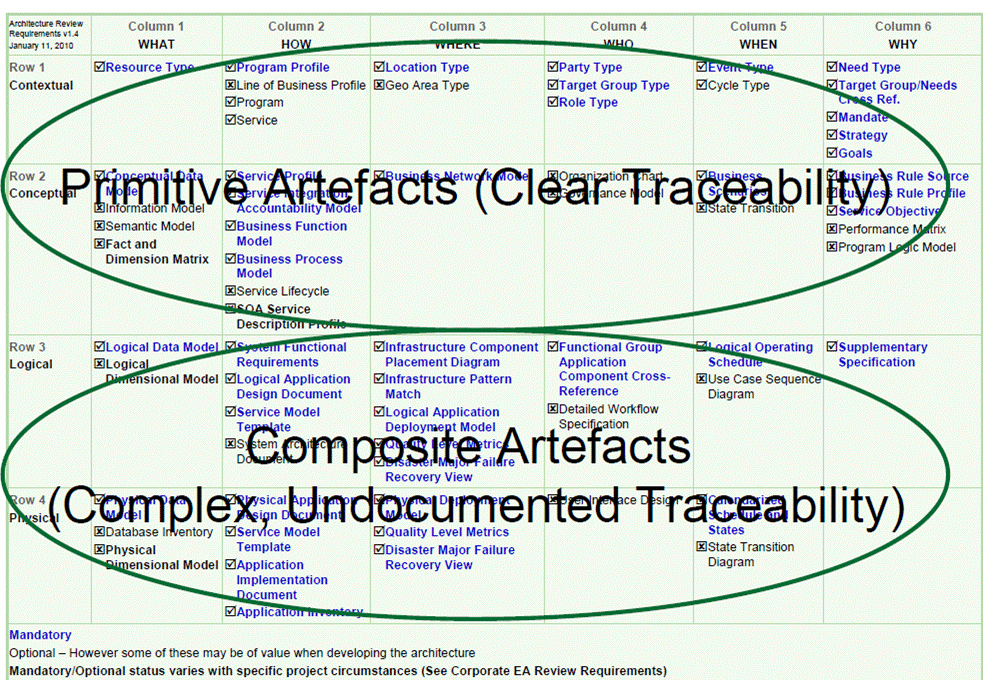 Architecture Review
Requirements v1.4
January 11, 2010
Column 1
WHAT
Column 2
HOW
Column 3
WHERE
Column 4
WHO
Column 5
WHEN
Column 6
WHY
Row 1
Contextual
☑Resource Type
☑Program Profile
☒Line of Business Profile
☑Program
☑Service
☑Location Type
☒Geo Area Type
☑Party Type
☑Target Group Type
☑Role Type
☑Event Type
☑Cycle Type
☑Need Type
☑Target Group/Needs
Cross Ref.
☑Mandate
☑Strategy
☑Goals
Primitive Artefacts (Clear Traceability)
Row 2
Conceptual
☑Conceptual Data
Model
☒Information Model
☒Semantic Model
☒Fact and
Dimension Matrix
☑Service Profile
☑Service Integration
Accountability Model
☑Business Function
Model
☑Business Process
Model
☒Service Lifecycle
☒SOA Service
Description Profile
☑Business Network Model
☒Organization Chart
☒Governance Model
☑Business
Scenarios
☒State Transition
☑Business Rule Source
☑Business Rule Profile
☑Service Objective
☒Performance Matrix
☒Program Logic Model
Row 3
Logical
☑Logical Data Model
☒Logical
Dimensional Model
☑System Functional
Requirements
☑Logical Application
Design Document
☑Service Model
Template
☒System Architecture
Document
☑Infrastructure Component
Placement Diagram
☑Infrastructure Pattern
Match
☑Logical Application
Deployment Model
☑Quality Level Metrics
☑Disaster Major Failure
Recovery View
☑Functional Group
Application
Component Cross-
Reference
☒Detailed Workflow
Specification
☑Logical Operating
Schedule
☒Use Case Sequence
Diagram
☑Supplementary
Specification
Composite Artefacts
(Complex, Undocumented Traceability)
Row 4
Physical
☑Physical Data
Model
☒Database Inventory
☒Physical
Dimensional Model
☑Physical Application
Design Document
☑Service Model
Template
☑Application
Implementation
Document
☑Application Inventory
☑Physical Deployment
Model
☑Quality Level Metrics
☑Disaster Major Failure
Recovery View
☒User Interface Design
☑Calendarized
Schedule and
States
☒State Transition
Diagram
Mandatory
Optional – However some of these may be of value when developing the architecture
Mandatory/Optional status varies with specific project circumstances (See Corporate EA Review Requirements)